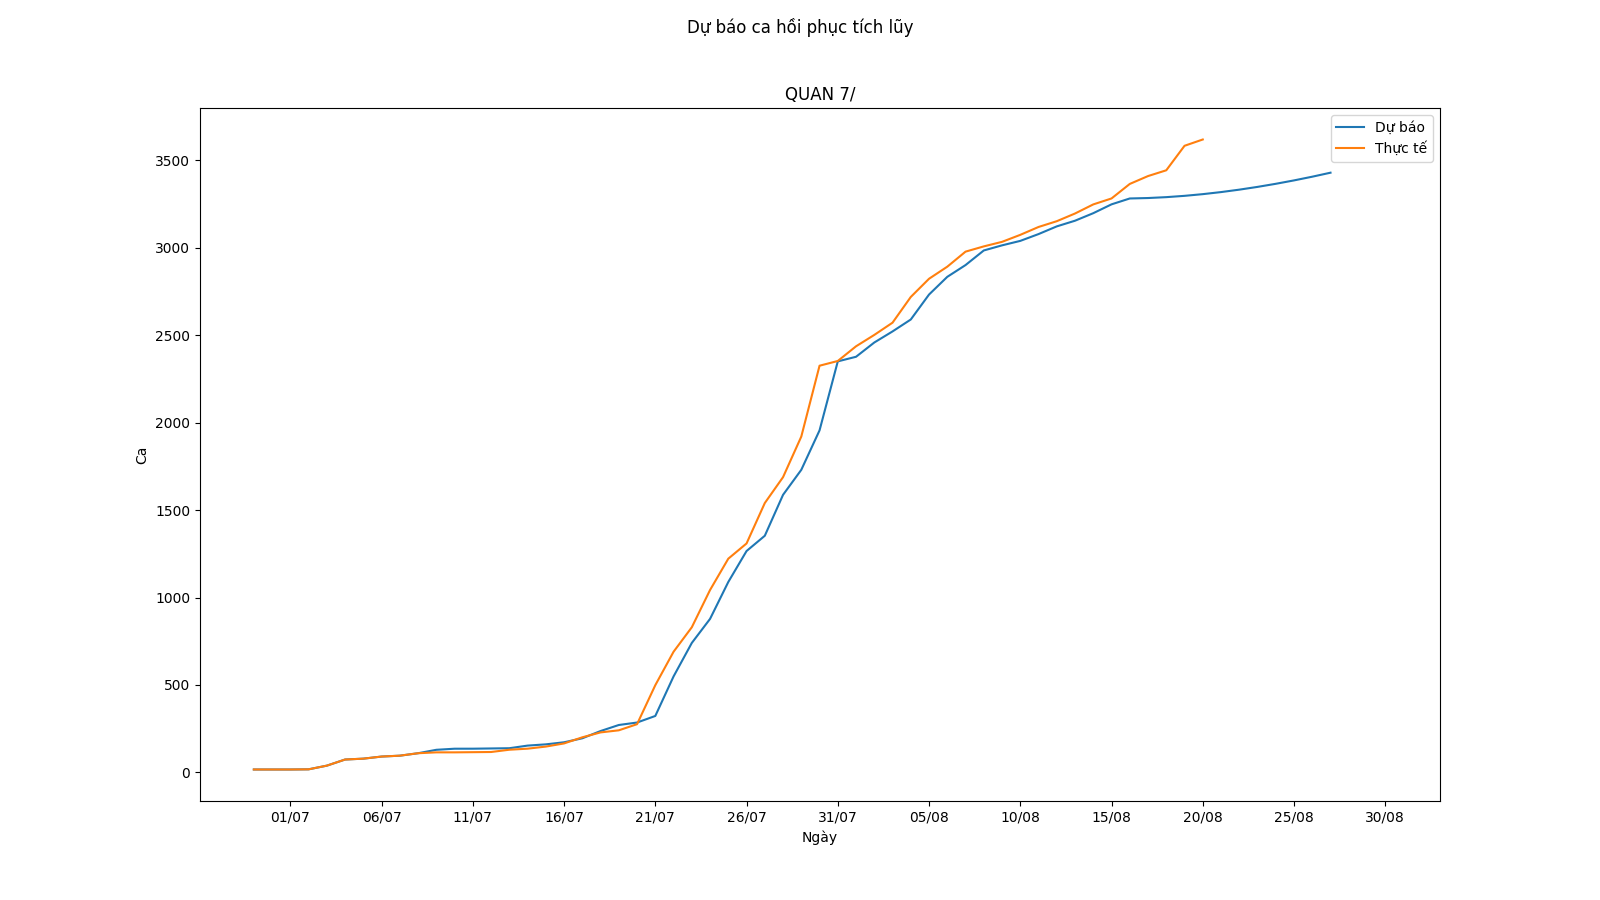 Dự báo ca hồi phục tích lũy
QUAN 7/
Dự báo
Thực tế
3500
3000
2500
2000
1500
1000
500
0
Ca
01/07 06/07 11/07 16/07 21/07 26/07 31/07 05/08 10/08 15/08 20/08 25/08 30/08
Ngày